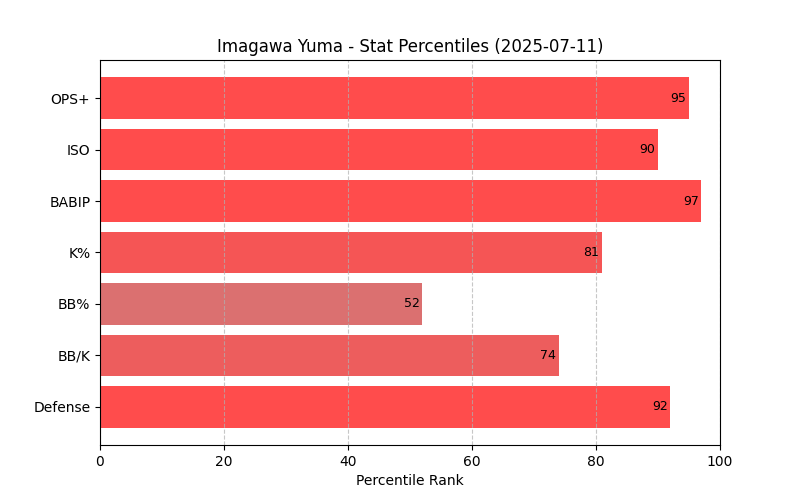 Imagawa Yuma - Stat Percentiles (2025-07-11)
OPS+ 95
ISO 90
BABIP 97
K% 81
BB% 52
BB/K 74
Defense 92
0 20 40 60 80 100
Percentile Rank